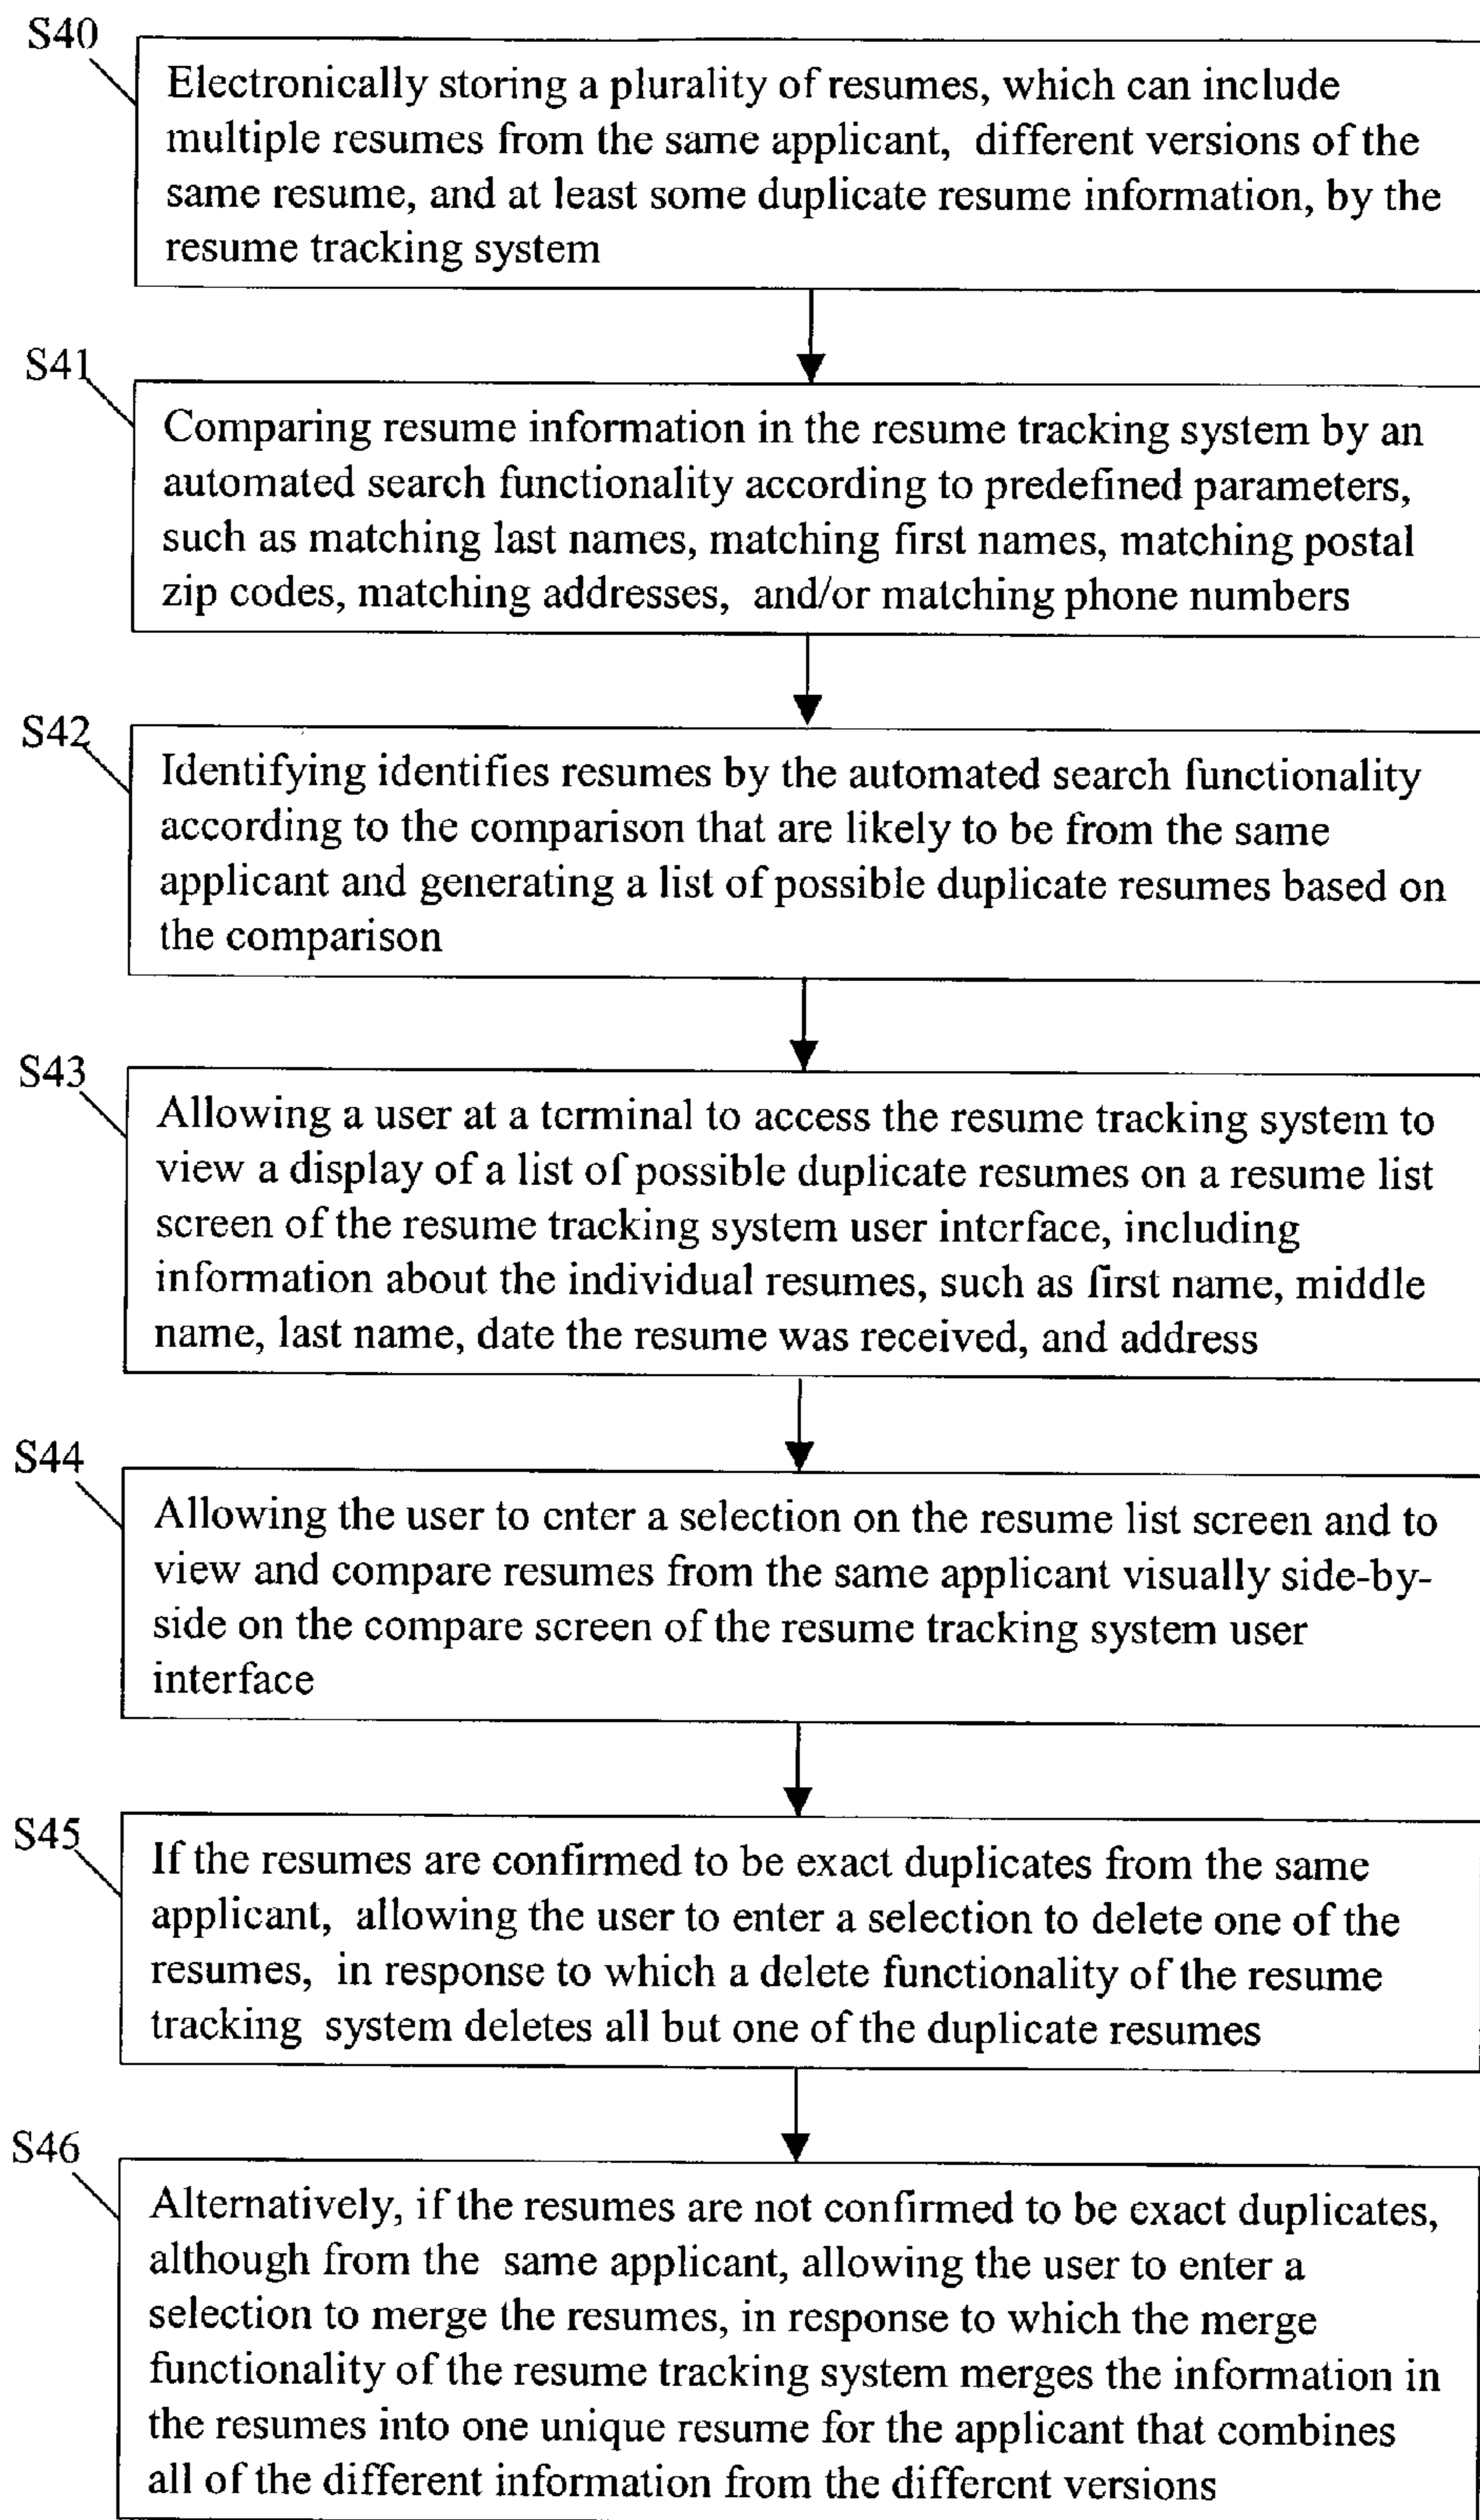 S40
Electronically storing a plurality of resumes, which can include
multiple resumes from the same applicant, different versions of the
same resume, and at least some duplicate resume information, by the
resume tracking system
S41
Comparing resume information in the resume tracking system by an
automated search functionality according to predefined parameters,
such as matching last names, matching first names, matching postal
zip codes, matching addresses, and/or matching phone numbers
S42
Identifying identifies resumes by the automated search functionality
according to the comparison that are likely to be from the same
applicant and generating a list of possible duplicate resumes based on
the comparison
S43
Allowing a user at a terminal to access the resume tracking system to
view a display of a list of possible duplicate resumes on a resume list
screen of the resume tracking system user interface, including
information about the individual resumes, such as first name, middle
name, last name, date the resume was received, and address
S44
Allowing the user to enter a selection on the resume list screen and to
view and compare resumes from the same applicant visually side-by-
side on the compare screen of the resume tracking system user
interface
S45
If the resumes are confirmed to be exact duplicates from the same
applicant, allowing the user to enter a selection to delete one of the
resumes, in response to which a delete functionality of the resume
tracking system deletes all but one of the duplicate resumes
S46
Alternatively, if the resumes are not confirmed to be exact duplicates,
although from the same applicant, allowing the user to enter a
selection to merge the resumes, in response to which the merge
functionality of the resume tracking system merges the information in
the resumes into one unique resume for the applicant that combines
all of the different information from the different versions